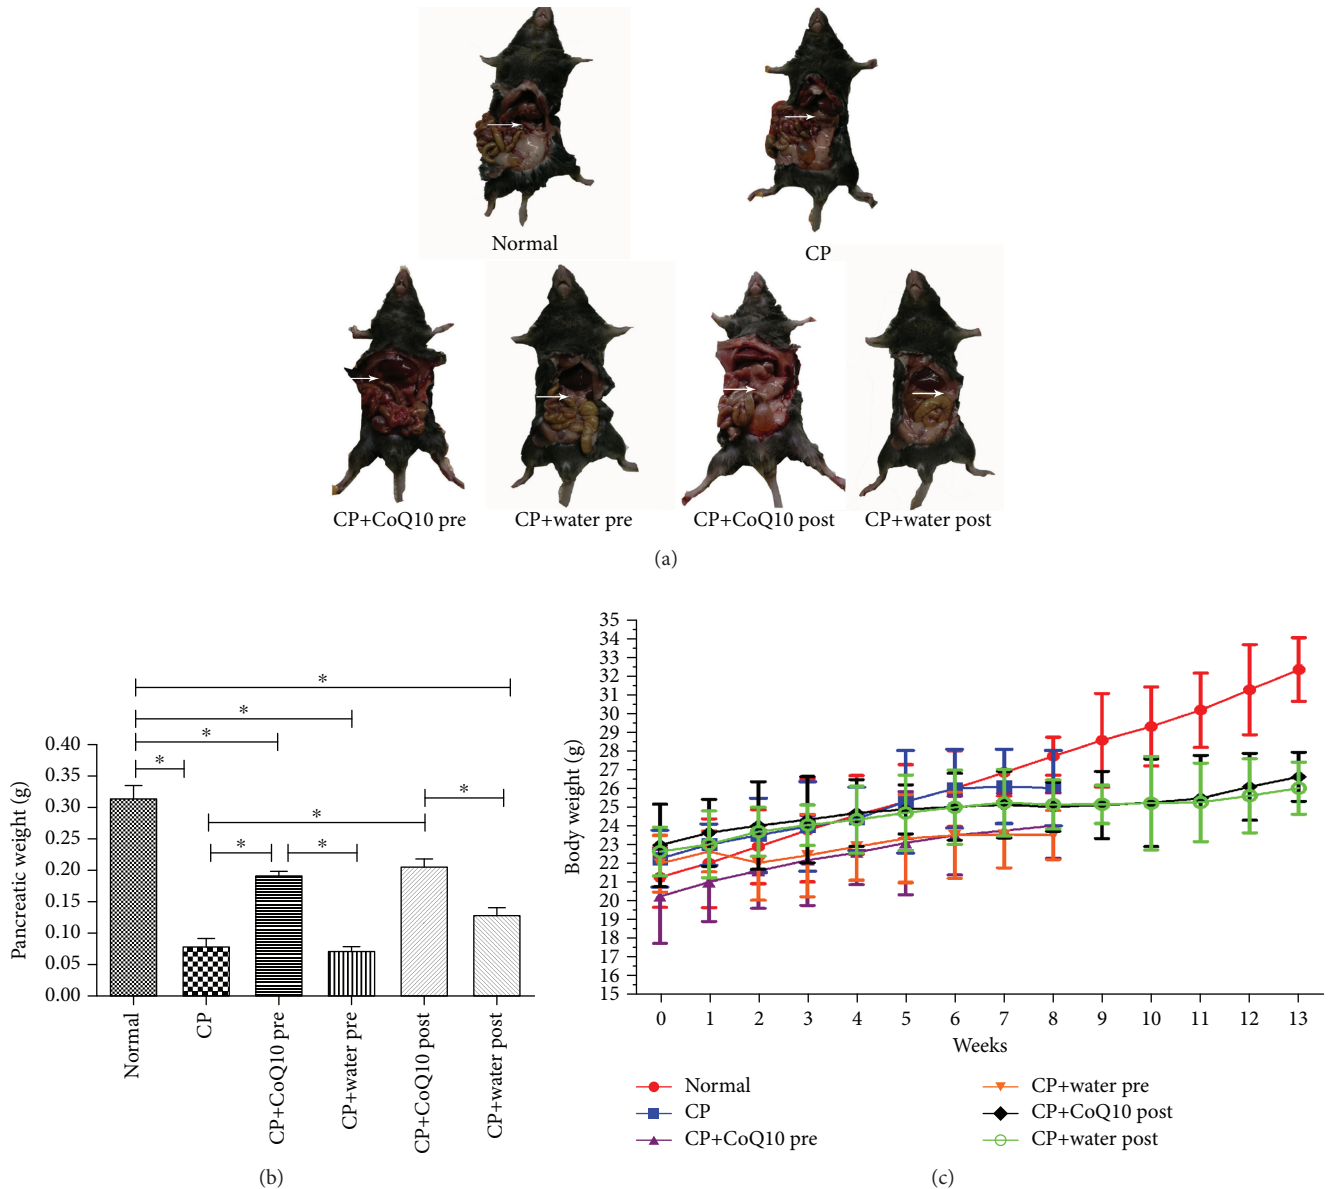 Normal
CP
CP+CoQ10 pre
CP+water pre
CP+CoQ10 post
CP+water post
(a)
Pancreatic weight (g)
0.40
0.35
0.30
0.25
0.20
0.15
0.10
0.05
0.00
*
*
*
*
*
*
*
*
Normal
CP
CP+CoQ10 pre
CP+water pre
CP+CoQ10 post
CP+water post
(b)
Body weight (g)
35
34
33
32
31
30
29
28
27
26
25
24
23
22
21
20
19
18
17
16
15
0 1 2 3 4 5 6 7 8 9 10 11 12 13
Weeks
Normal
CP
CP+CoQ10 pre
CP+water pre
CP+CoQ10 post
CP+water post
(c)